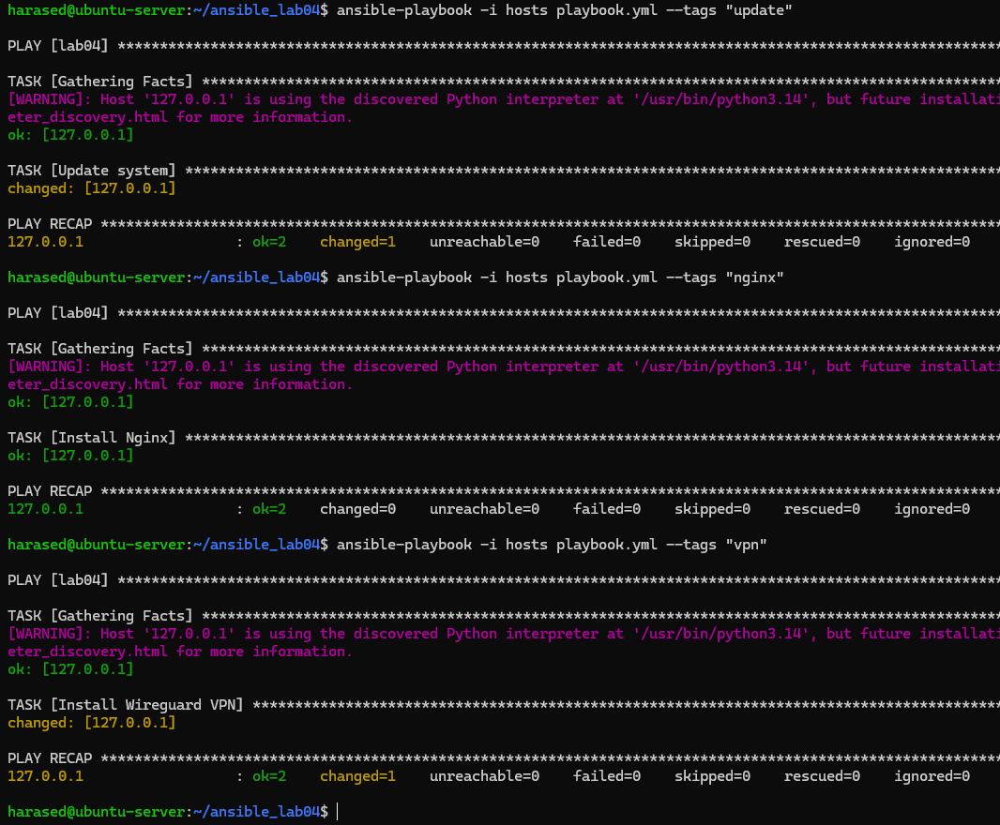 harased@ubuntu-server:~/ansible_lab04$ ansible-playbook -i hosts playbook.yml --tags "update"
PLAY [lab04] *********************************************************************************************************
TASK [Gathering Facts] ***********************************************************************************************
[WARNING]: Host '127.0.0.1' is using the discovered Python interpreter at '/usr/bin/python3.14', but future
eter_discovery.html for more information.
ok: [127.0.0.1]
TASK [Update system] *************************************************************************************************
changed: [127.0.0.1]
PLAY RECAP ***********************************************************************************************************
127.0.0.1                  : ok=2    changed=1    unreachable=0    failed=0    skipped=0    rescued=0    ignored=0
harased@ubuntu-server:~/ansible_lab04$ ansible-playbook -i hosts playbook.yml --tags "nginx"
PLAY [lab04] *********************************************************************************************************
TASK [Gathering Facts] ***********************************************************************************************
[WARNING]: Host '127.0.0.1' is using the discovered Python interpreter at '/usr/bin/python3.14', but future
eter_discovery.html for more information.
ok: [127.0.0.1]
TASK [Install Nginx] *************************************************************************************************
ok: [127.0.0.1]
PLAY RECAP ***********************************************************************************************************
127.0.0.1                  : ok=2    changed=0    unreachable=0    failed=0    skipped=0    rescued=0    ignored=0
harased@ubuntu-server:~/ansible_lab04$ ansible-playbook -i hosts playbook.yml --tags "vpn"
PLAY [lab04] *********************************************************************************************************
TASK [Gathering Facts] ***********************************************************************************************
[WARNING]: Host '127.0.0.1' is using the discovered Python interpreter at '/usr/bin/python3.14', but future
eter_discovery.html for more information.
ok: [127.0.0.1]
TASK [Install Wireguard VPN] *****************************************************************************************
changed: [127.0.0.1]
PLAY RECAP ***********************************************************************************************************
127.0.0.1                  : ok=2    changed=1    unreachable=0    failed=0    skipped=0    rescued=0    ignored=0
harased@ubuntu-server:~/ansible_lab04$